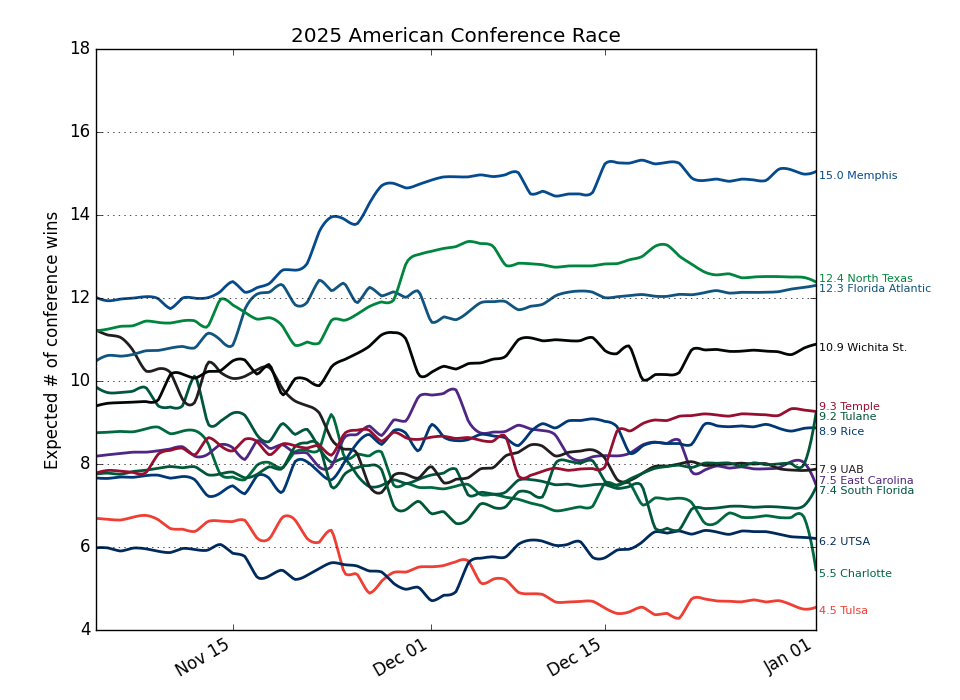 2025 American Conference Race
Expected # of conference wins
18
16
14
12
10
8
6
4
Nov 15
Dec 01
Dec 15
Jan 01
15.0 Memphis
12.4 North Texas
12.3 Florida Atlantic
10.9 Wichita St.
9.3 Temple
9.2 Tulane
8.9 Rice
7.9 UAB
7.5 East Carolina
7.4 South Florida
6.2 UTSA
5.5 Charlotte
4.5 Tulsa